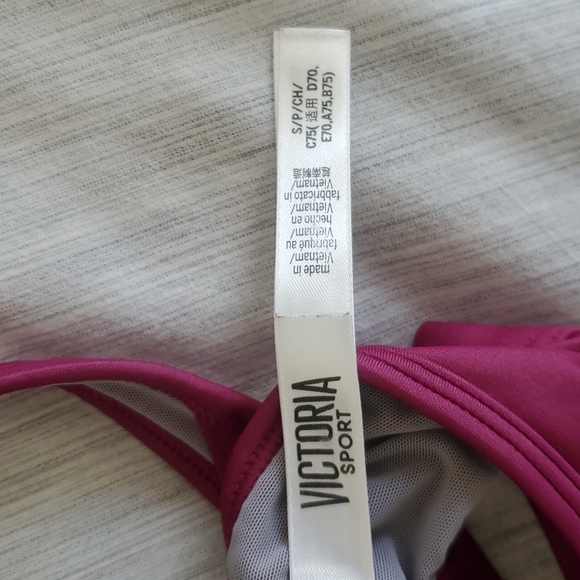 S/P/CH/
C75(适用 D70,
E70,A75,B75)
made in
Vietnam/
fabriqué au
Vietnam/
hecho en
Vietnam/
fabbricato in
Vietnam/
越南制造
VICTORIA
SPORT